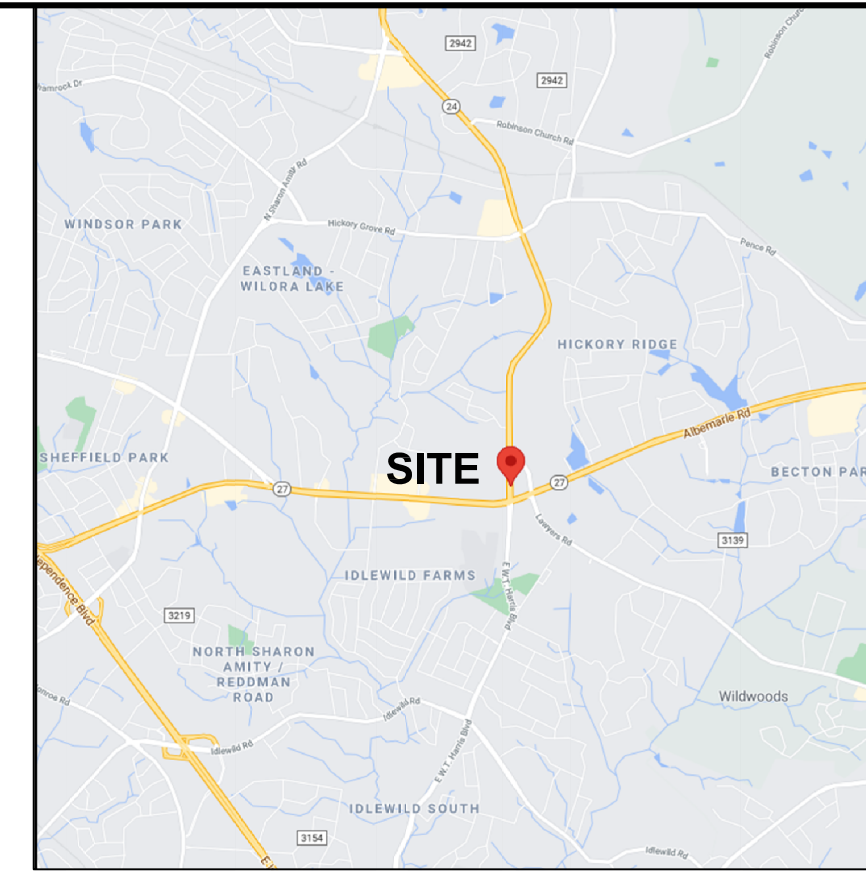 2942
2942
24
Robinson Church Rd
N Sharon Amity Rd
WINDSOR PARK
Hickory Grove Rd
Pence Rd
EASTLAND -
WILORA LAKE
HICKORY RIDGE
Albemarle Rd
SHEFFIELD PARK
SITE
27
27
BECTON PAR
Lawyers Rd
3139
ependence Blvd
IDLEWILD FARMS
E W.T. Harris Blvd
3219
NORTH SHARON
AMITY /
REDDMAN
ROAD
Wildwoods
Idlewild Rd
Idlewild Rd
E W.T. Harris Blvd
IDLEWILD SOUTH
3154
Idlewild Rd